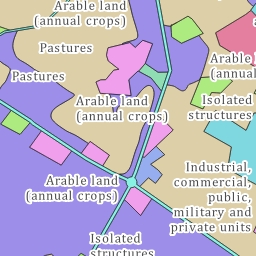 Arable land
(annual crops)
Pastures
Pastures
Arable l
(annual
Arable land
(annual crops)
Isolated
structures
Arable land
(annual crops)
Industrial,
commercial,
public,
military and
private units
Isolated
structures